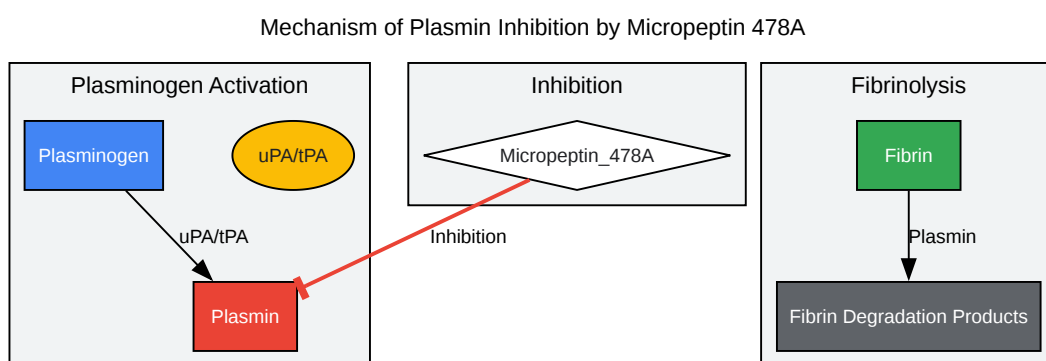 Mechanism of Plasmin Inhibition by Micropeptin 478A
Plasminogen Activation
Inhibition
Fibrinolysis
Plasminogen
uPA/tPA
Micropeptin_478A
Fibrin
uPA/tPA
Inhibition
Plasmin
Plasmin
Fibrin Degradation Products